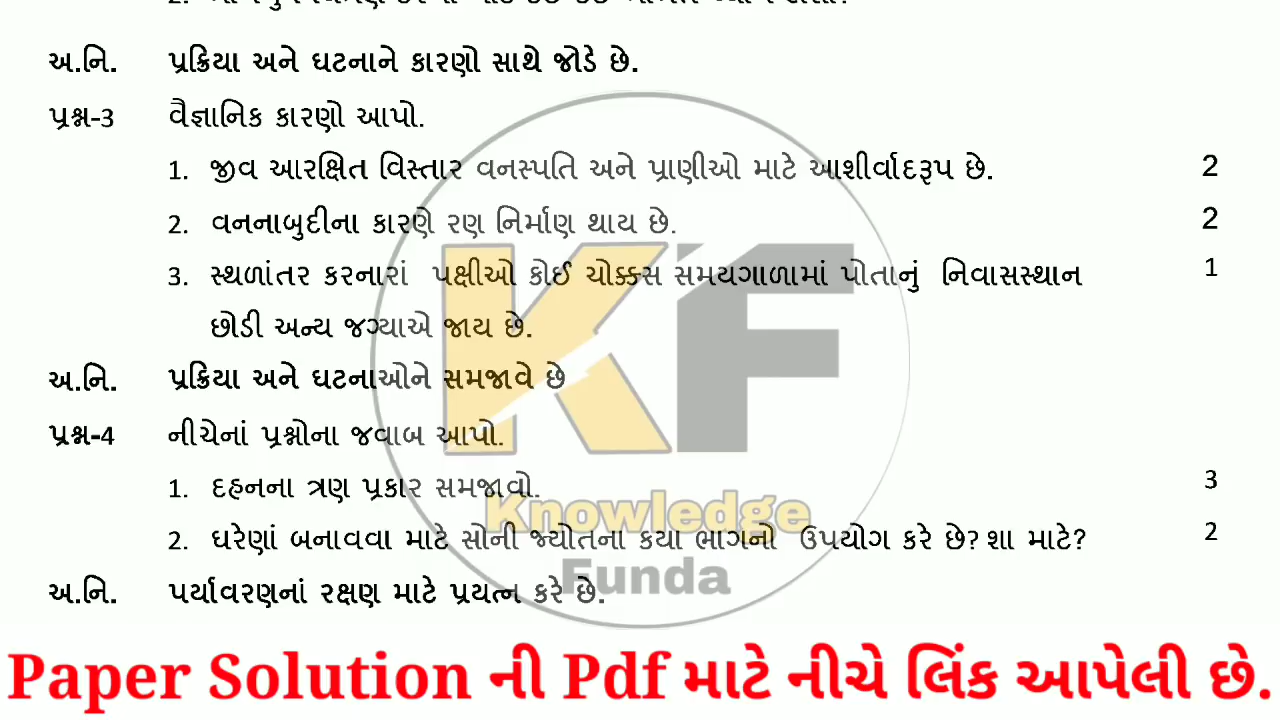 અ.નિ. પ્રક્રિયા અને ઘટનાને કારણો સાથે જોડે છે.
પ્રશ્ન-3 વૈજ્ઞાનિક કારણો આપો.
1. જીવ આરક્ષિત વિસ્તાર વનસ્પતિ અને પ્રાણીઓ માટે આશીર્વાદરૂપ છે. 2
2. વનનાબુદીના કારણે રણ નિર્માણ થાય છે. 2
3. સ્થળાંતર કરનારાં પક્ષીઓ કોઈ ચોક્કસ સમયગાળામાં પોતાનું નિવાસસ્થાન 1
છોડી અન્ય જગ્યાએ જાય છે.
અ.નિ. પ્રક્રિયા અને ઘટનાઓને સમજાવે છે
પ્રશ્ન-4 નીચેનાં પ્રશ્નોના જવાબ આપો.
1. દહનના ત્રણ પ્રકાર સમજાવો. 3
2. ઘરેણાં બનાવવા માટે સોની જ્યોતના કયા ભાગનો ઉપયોગ કરે છે? શા માટે? 2
અ.નિ. પર્યાવરણનાં રક્ષણ માટે પ્રયત્ન કરે છે.
KF
Knowledge
Funda
Paper Solution ની Pdf માટે નીચે લિંક આપેલી છે.